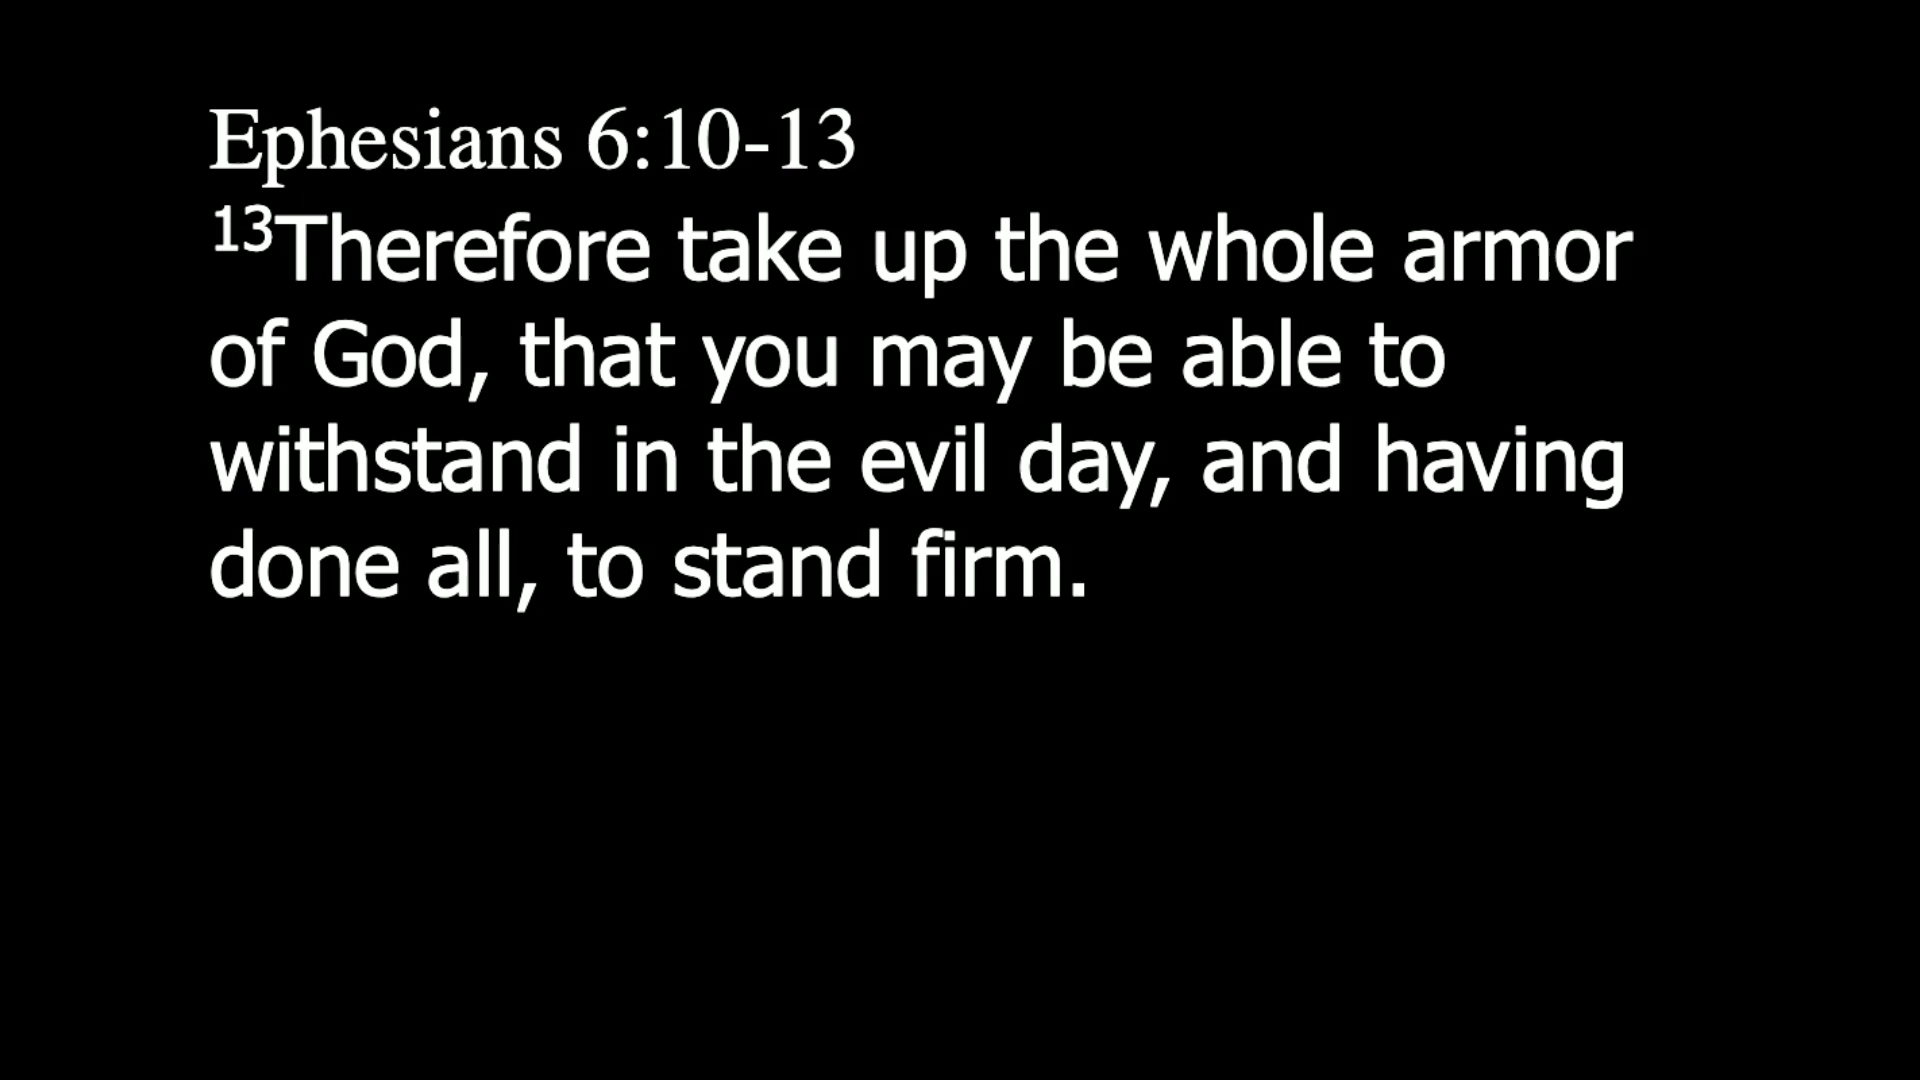 Ephesians 6:10-13
¹³Therefore take up the whole armor
of God, that you may be able to
withstand in the evil day, and having
done all, to stand firm.